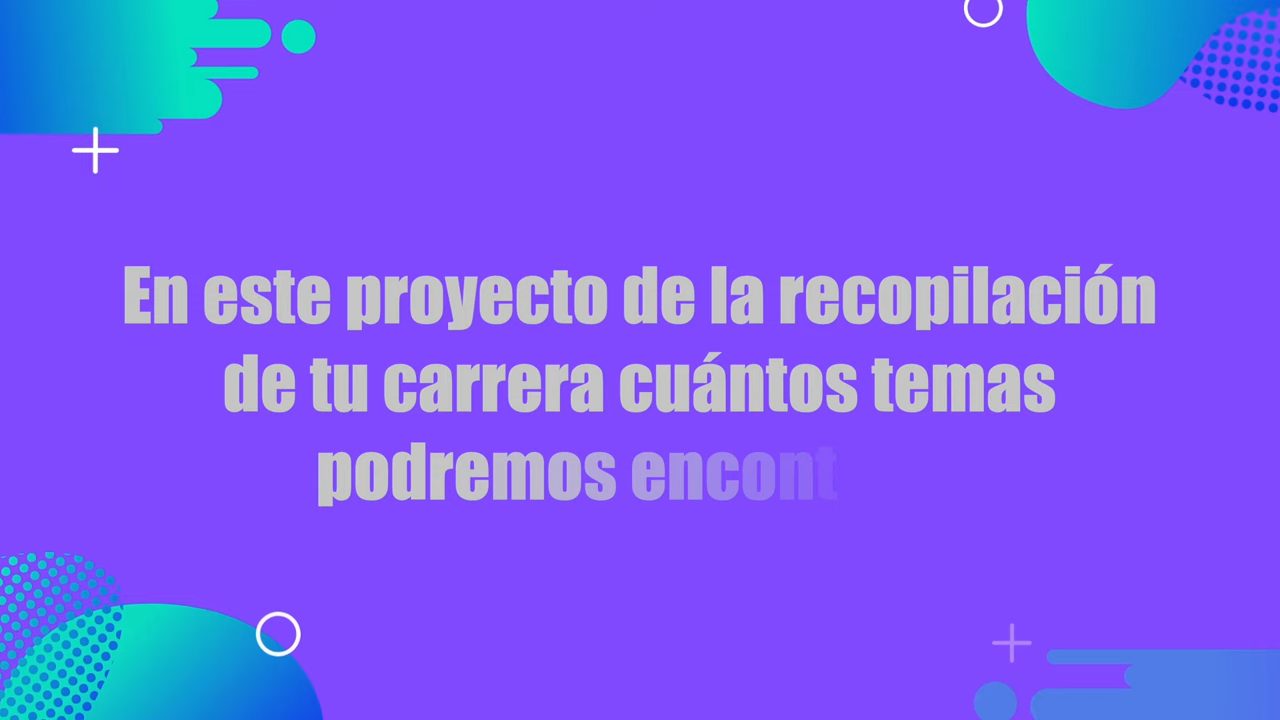 En este proyecto de la recopilación
de tu carrera cuántos temas
podremos encont